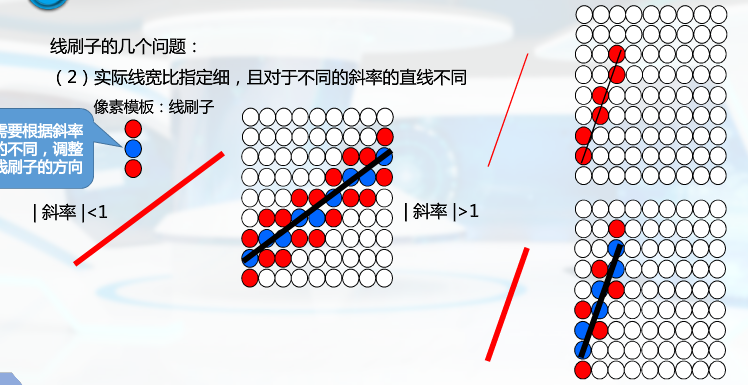 线刷子的几个问题：
（2）实际线宽比指定细，且对于不同的斜率的直线不同
像素模板：线刷子
需要根据斜率
的不同，调整
线刷子的方向
|斜率|<1
|斜率|>1